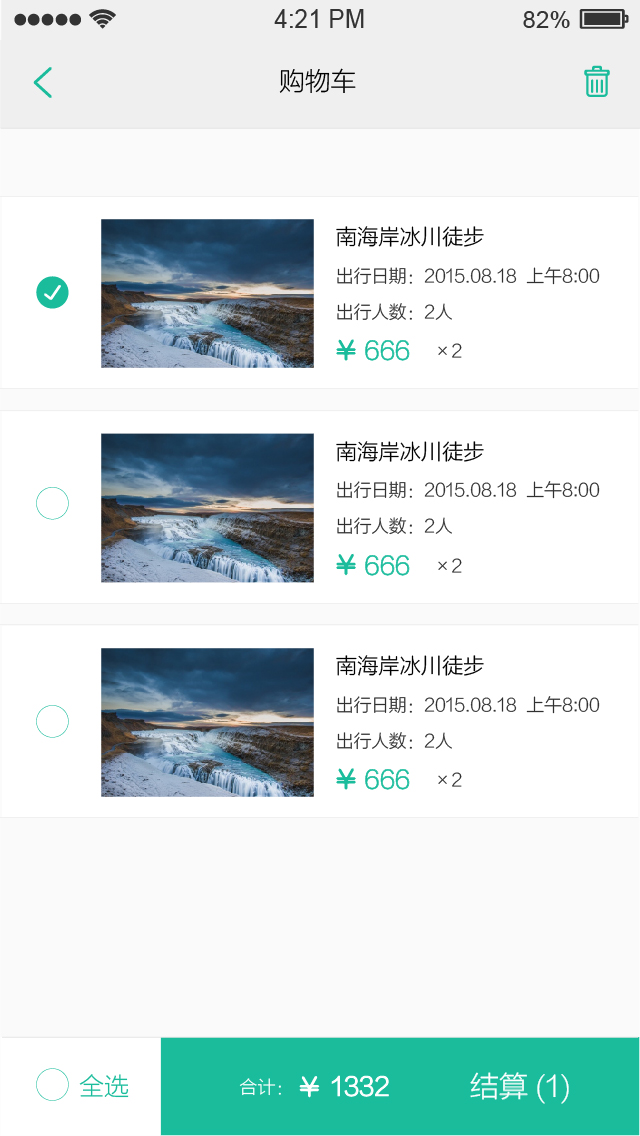 4:21 PM 82%
购物车
南海岸冰川徒步
出行日期：2015.08.18 上午8:00
出行人数：2人
￥ 666 ×2
南海岸冰川徒步
出行日期：2015.08.18 上午8:00
出行人数：2人
￥ 666 ×2
南海岸冰川徒步
出行日期：2015.08.18 上午8:00
出行人数：2人
￥ 666 ×2
全选 合计：￥ 1332 结算 (1)